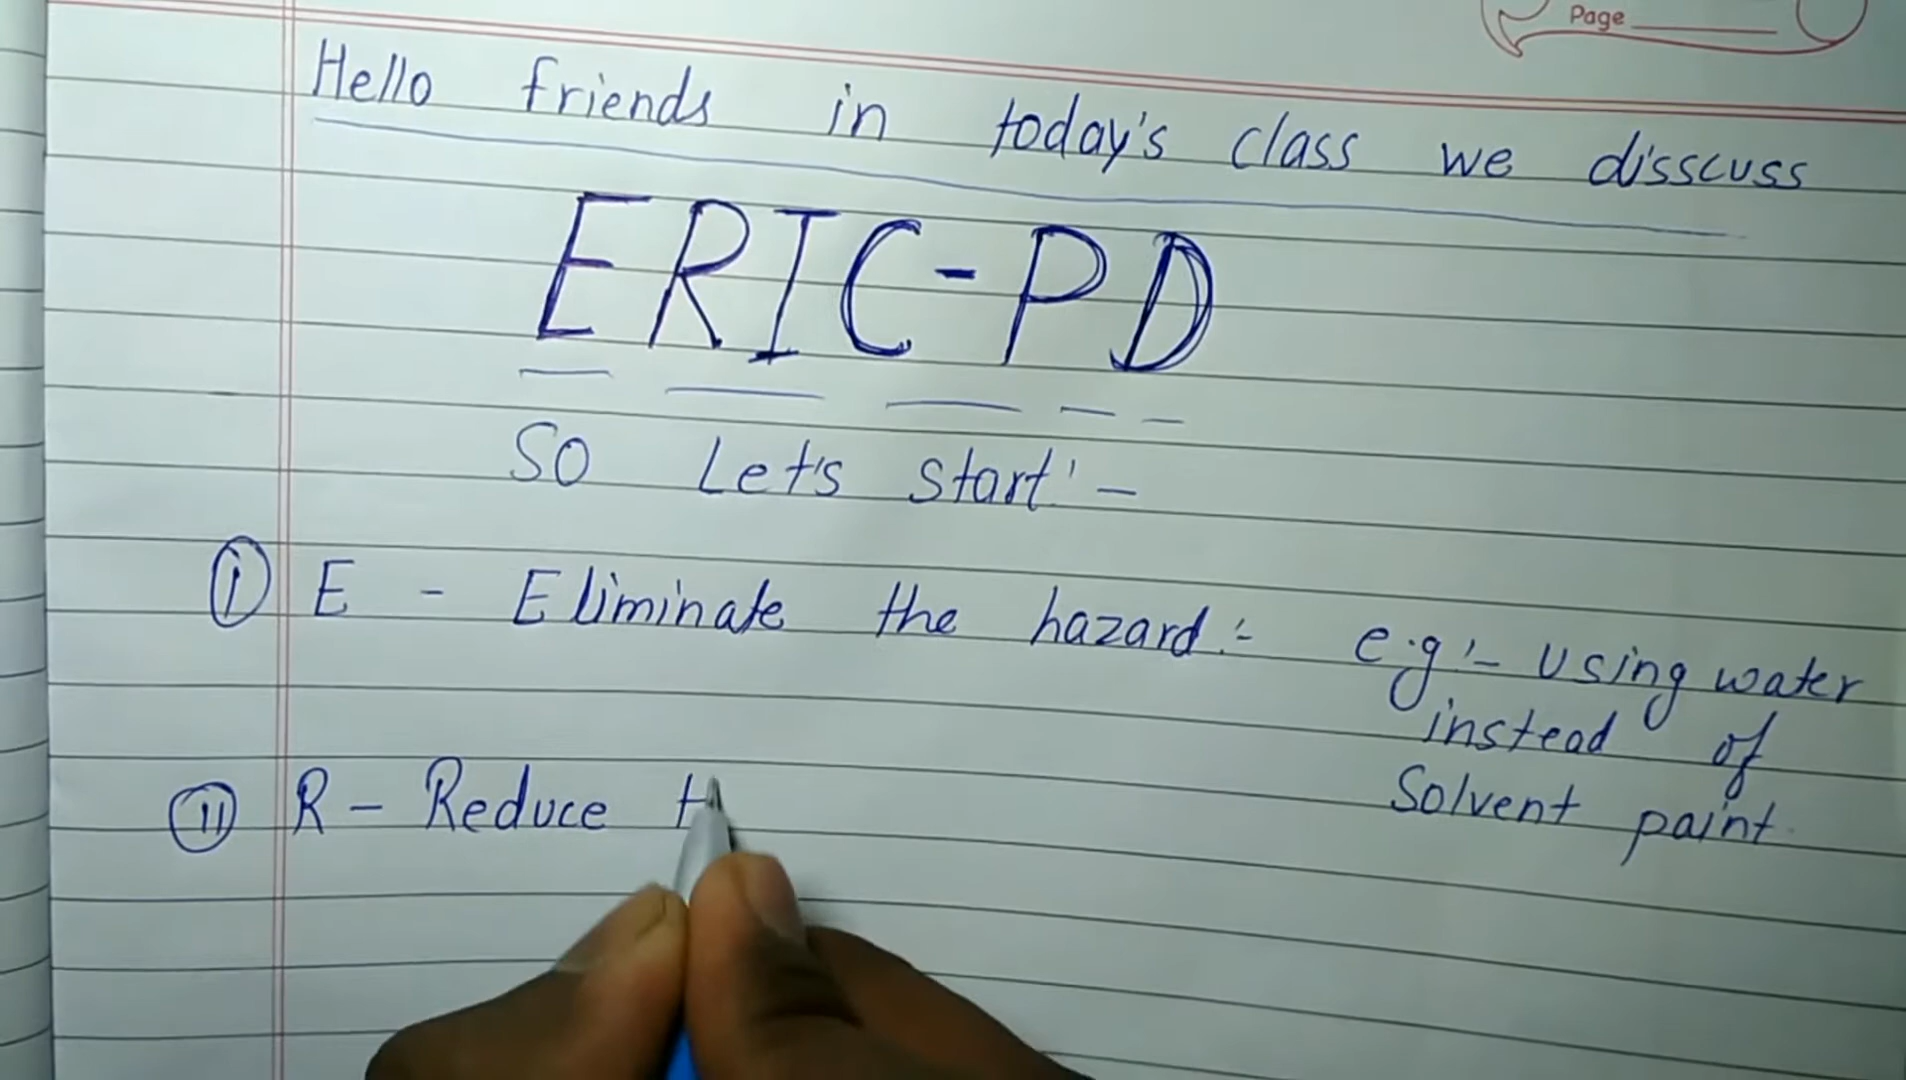 Page
Hello friends in today's class we disscuss
ERIC-PD
SO Let's start :-
(i) E - Eliminate the hazard :- e.g :- Using water
instead of
Solvent paint.
(ii) R - Reduce t